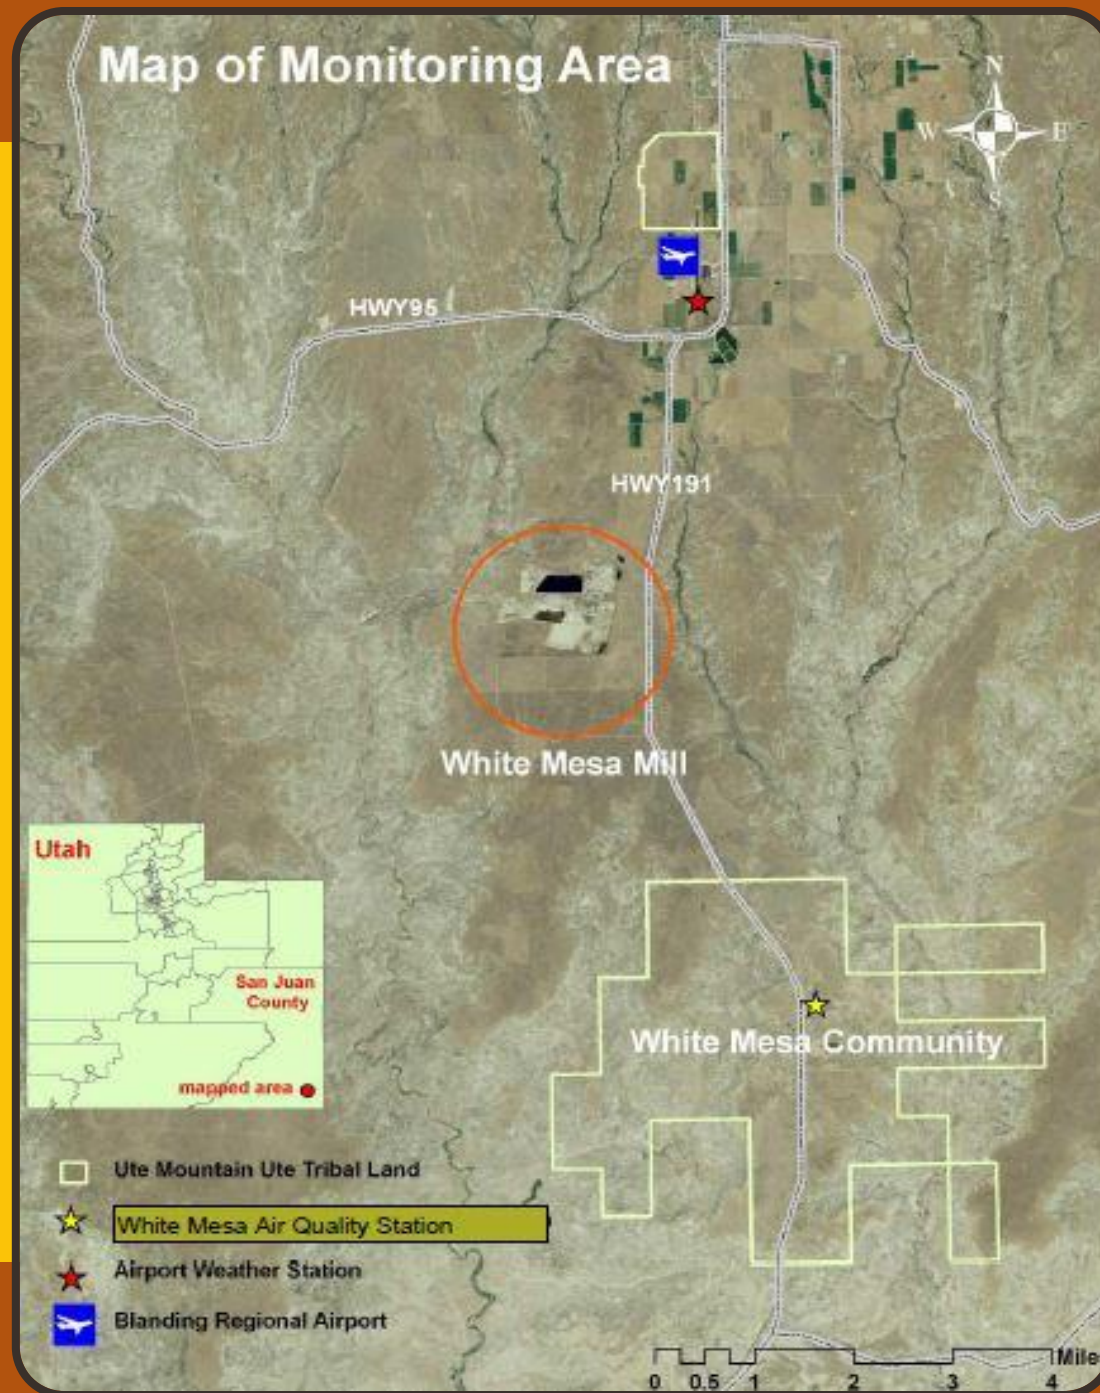 Map of Monitoring Area
N
W
E
S
HWY95
HWY191
White Mesa Mill
Utah
San Juan
County
mapped area
White Mesa Community
Ute Mountain Ute Tribal Land
White Mesa Air Quality Station
Airport Weather Station
Blanding Regional Airport
Mile
0 0.5 1 2 3 4